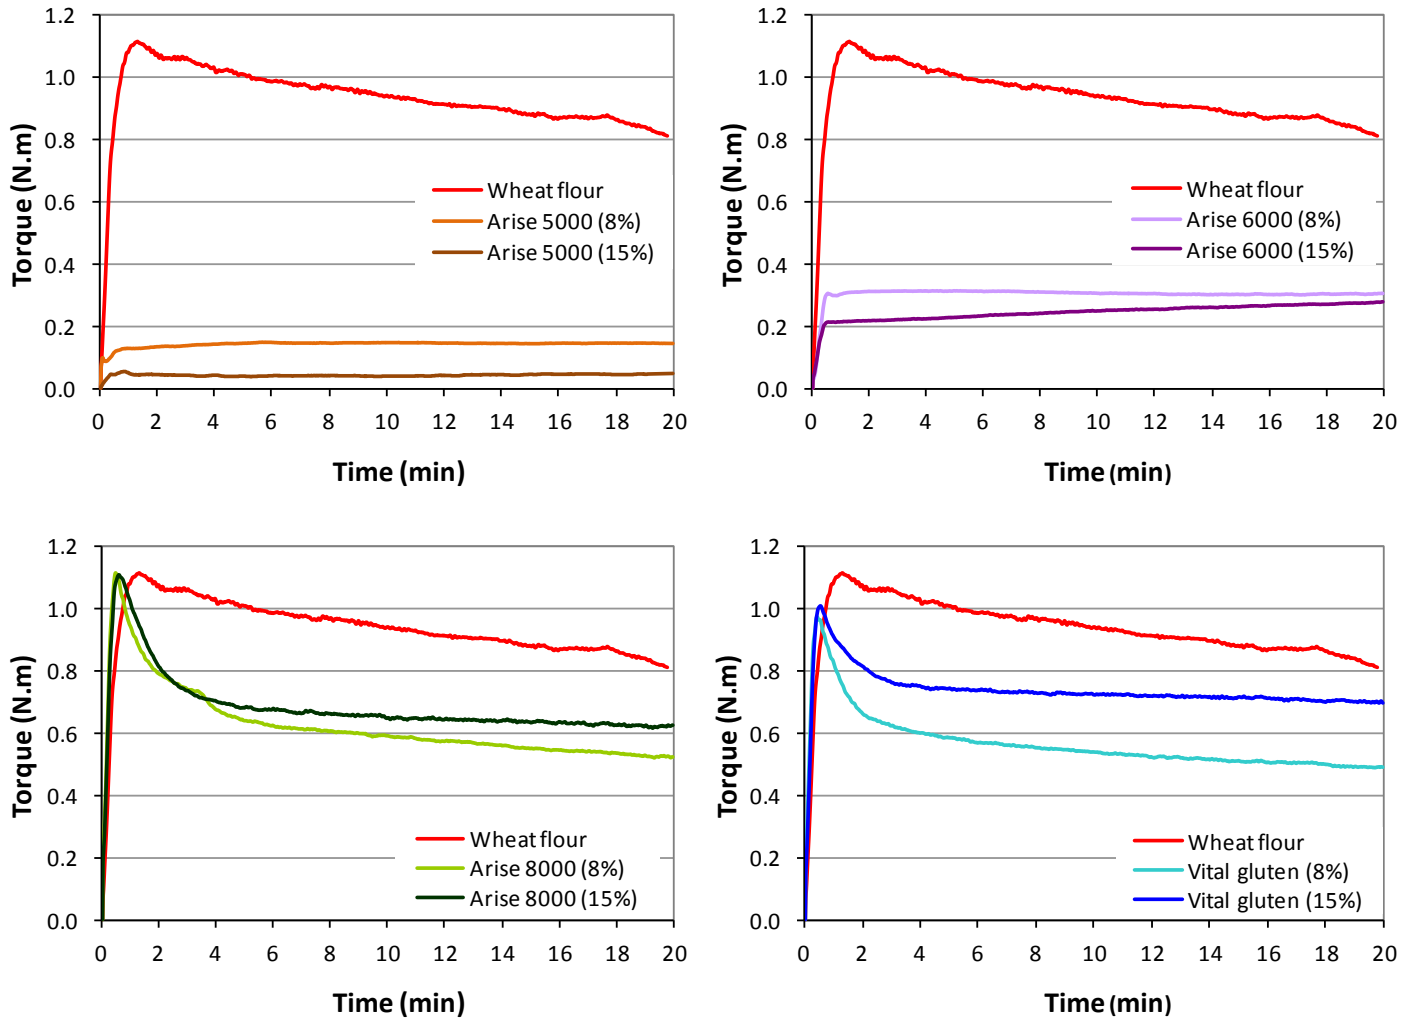 1.2
1.0
0.8
0.6
0.4
0.2
0.0
Torque (N.m)
Wheat flour
Arise 5000 (8%)
Arise 5000 (15%)
0 2 4 6 8 10 12 14 16 18 20
Time (min)
1.2
1.0
0.8
0.6
0.4
0.2
0.0
Torque (N.m)
Wheat flour
Arise 6000 (8%)
Arise 6000 (15%)
0 2 4 6 8 10 12 14 16 18 20
Time (min)
1.2
1.0
0.8
0.6
0.4
0.2
0.0
Torque (N.m)
Wheat flour
Arise 8000 (8%)
Arise 8000 (15%)
0 2 4 6 8 10 12 14 16 18 20
Time (min)
1.2
1.0
0.8
0.6
0.4
0.2
0.0
Torque (N.m)
Wheat flour
Vital gluten (8%)
Vital gluten (15%)
0 2 4 6 8 10 12 14 16 18 20
Time (min)